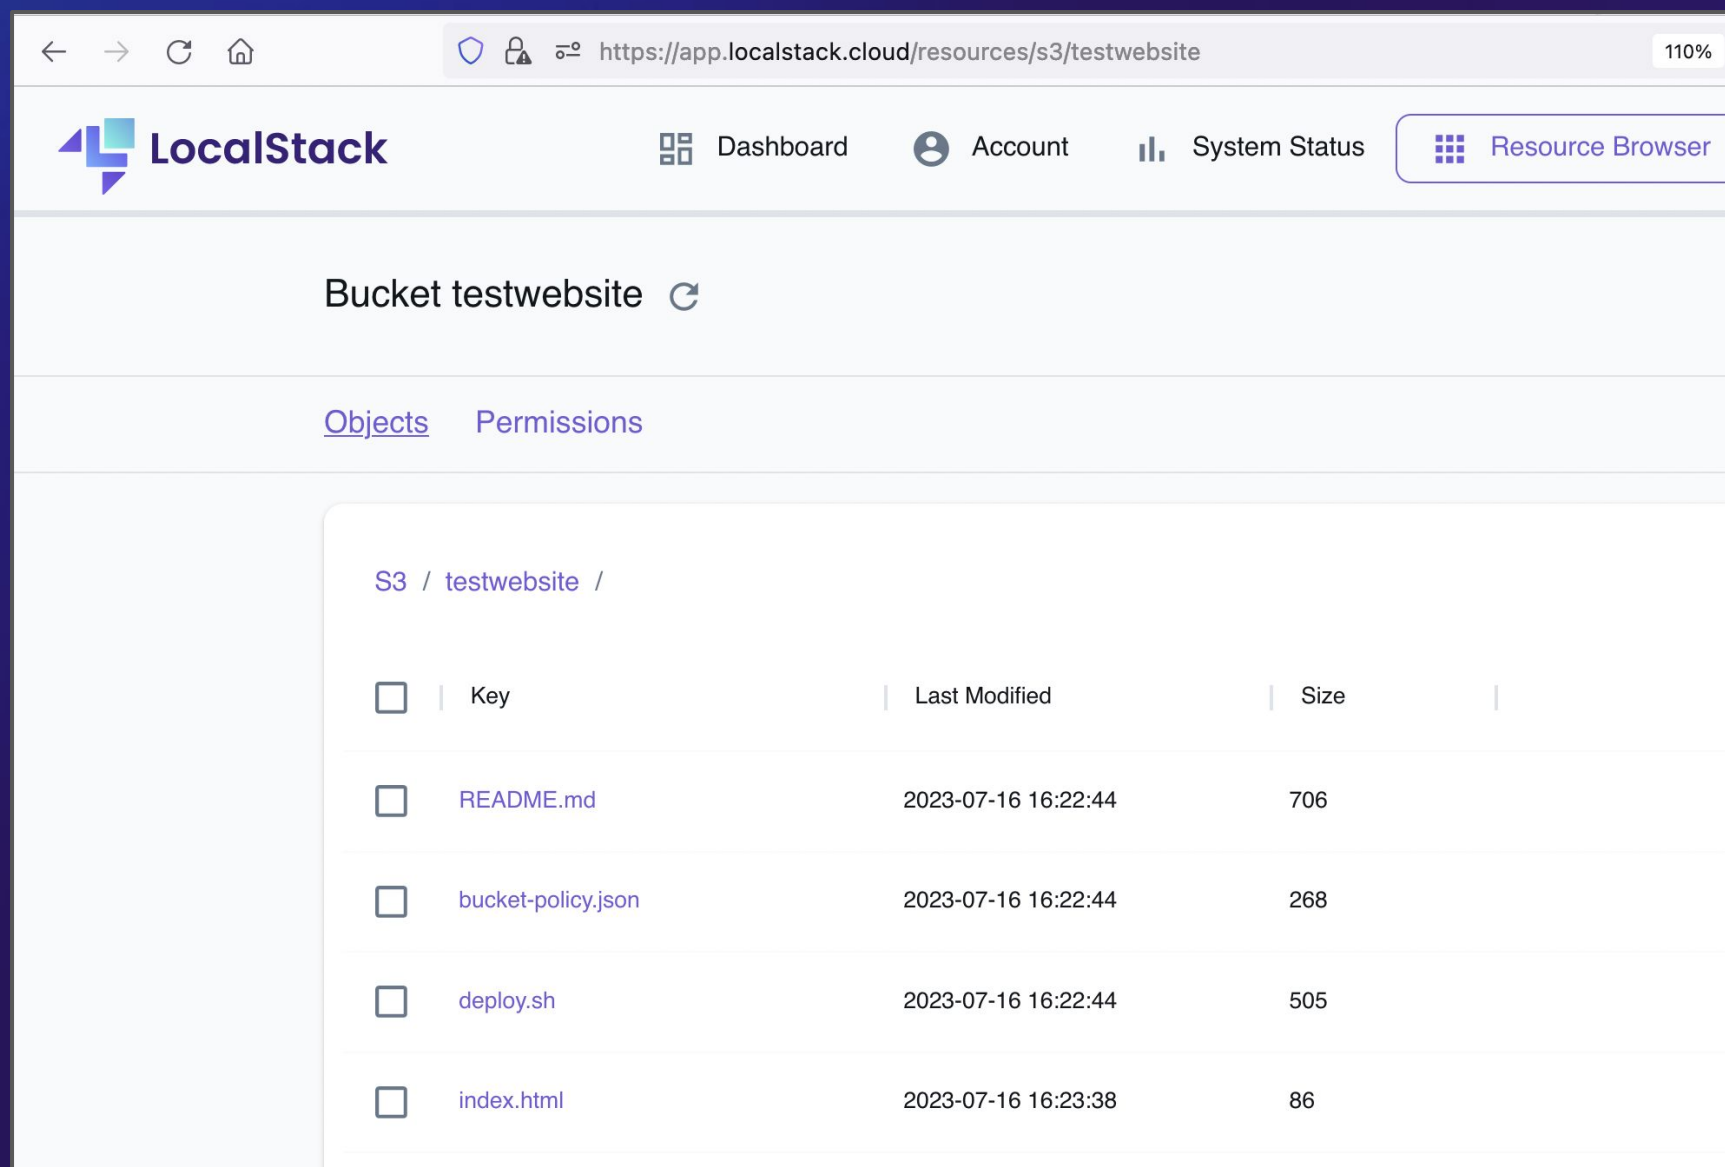 https://app.localstack.cloud/resources/s3/testwebsite 110%
LocalStack Dashboard Account System Status Resource Browser
Bucket testwebsite
Objects Permissions
S3 / testwebsite /
Key Last Modified Size
README.md 2023-07-16 16:22:44 706
bucket-policy.json 2023-07-16 16:22:44 268
deploy.sh 2023-07-16 16:22:44 505
index.html 2023-07-16 16:23:38 86